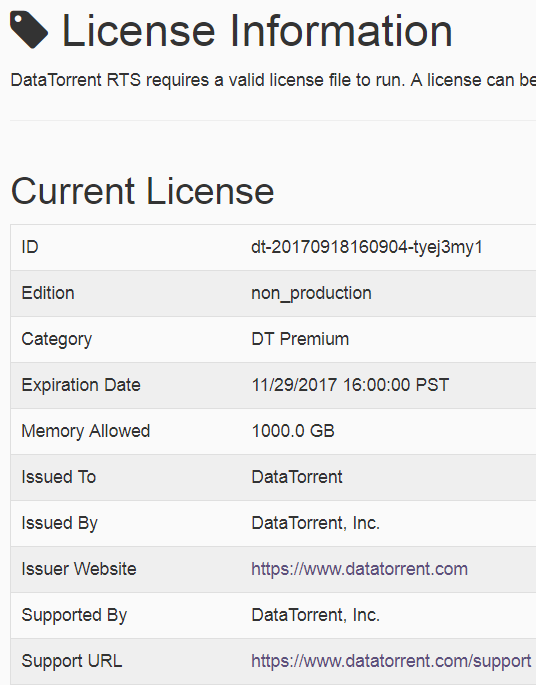 License Information
DataTorrent RTS requires a valid license file to run. A license can be
Current License
ID dt-20170918160904-tyej3my1
Edition non_production
Category DT Premium
Expiration Date 11/29/2017 16:00:00 PST
Memory Allowed 1000.0 GB
Issued To DataTorrent
Issued By DataTorrent, Inc.
Issuer Website https://www.datatorrent.com
Supported By DataTorrent, Inc.
Support URL https://www.datatorrent.com/support